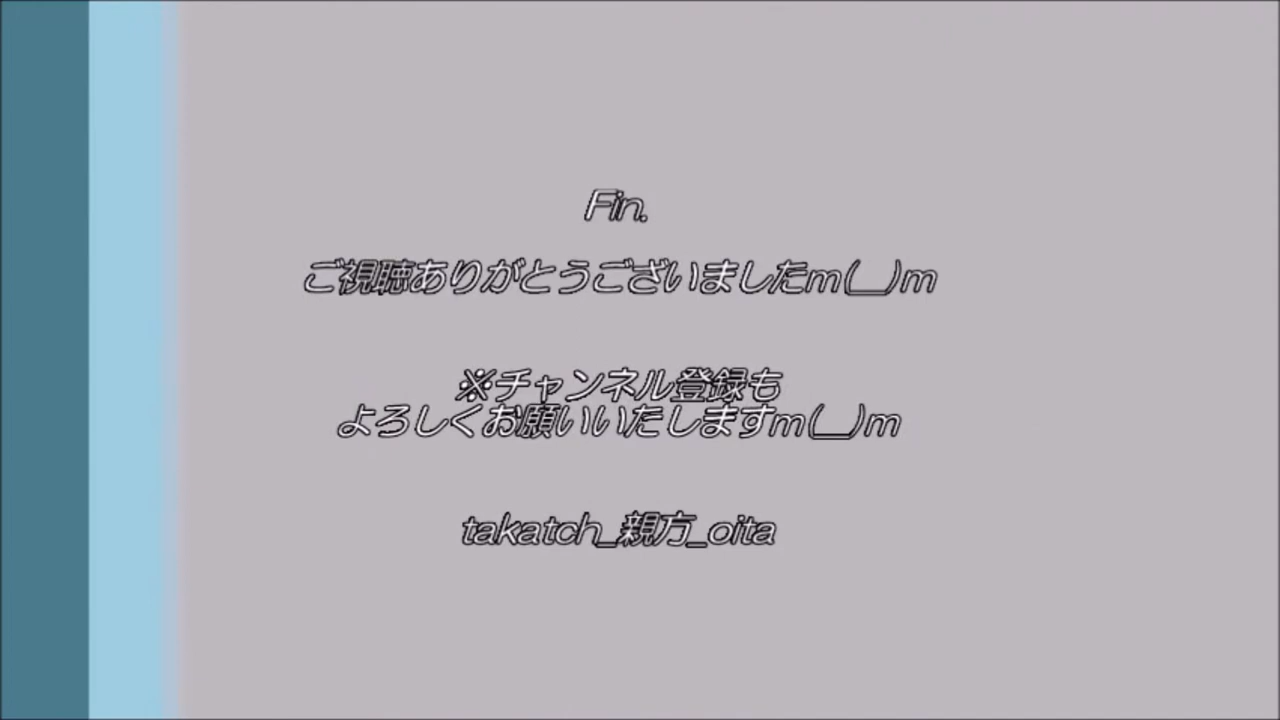 Fin.
ご視聴ありがとうございましたm(__)m
※チャンネル登録も
よろしくお願いいたしますm(__)m
takatch_親方_oita